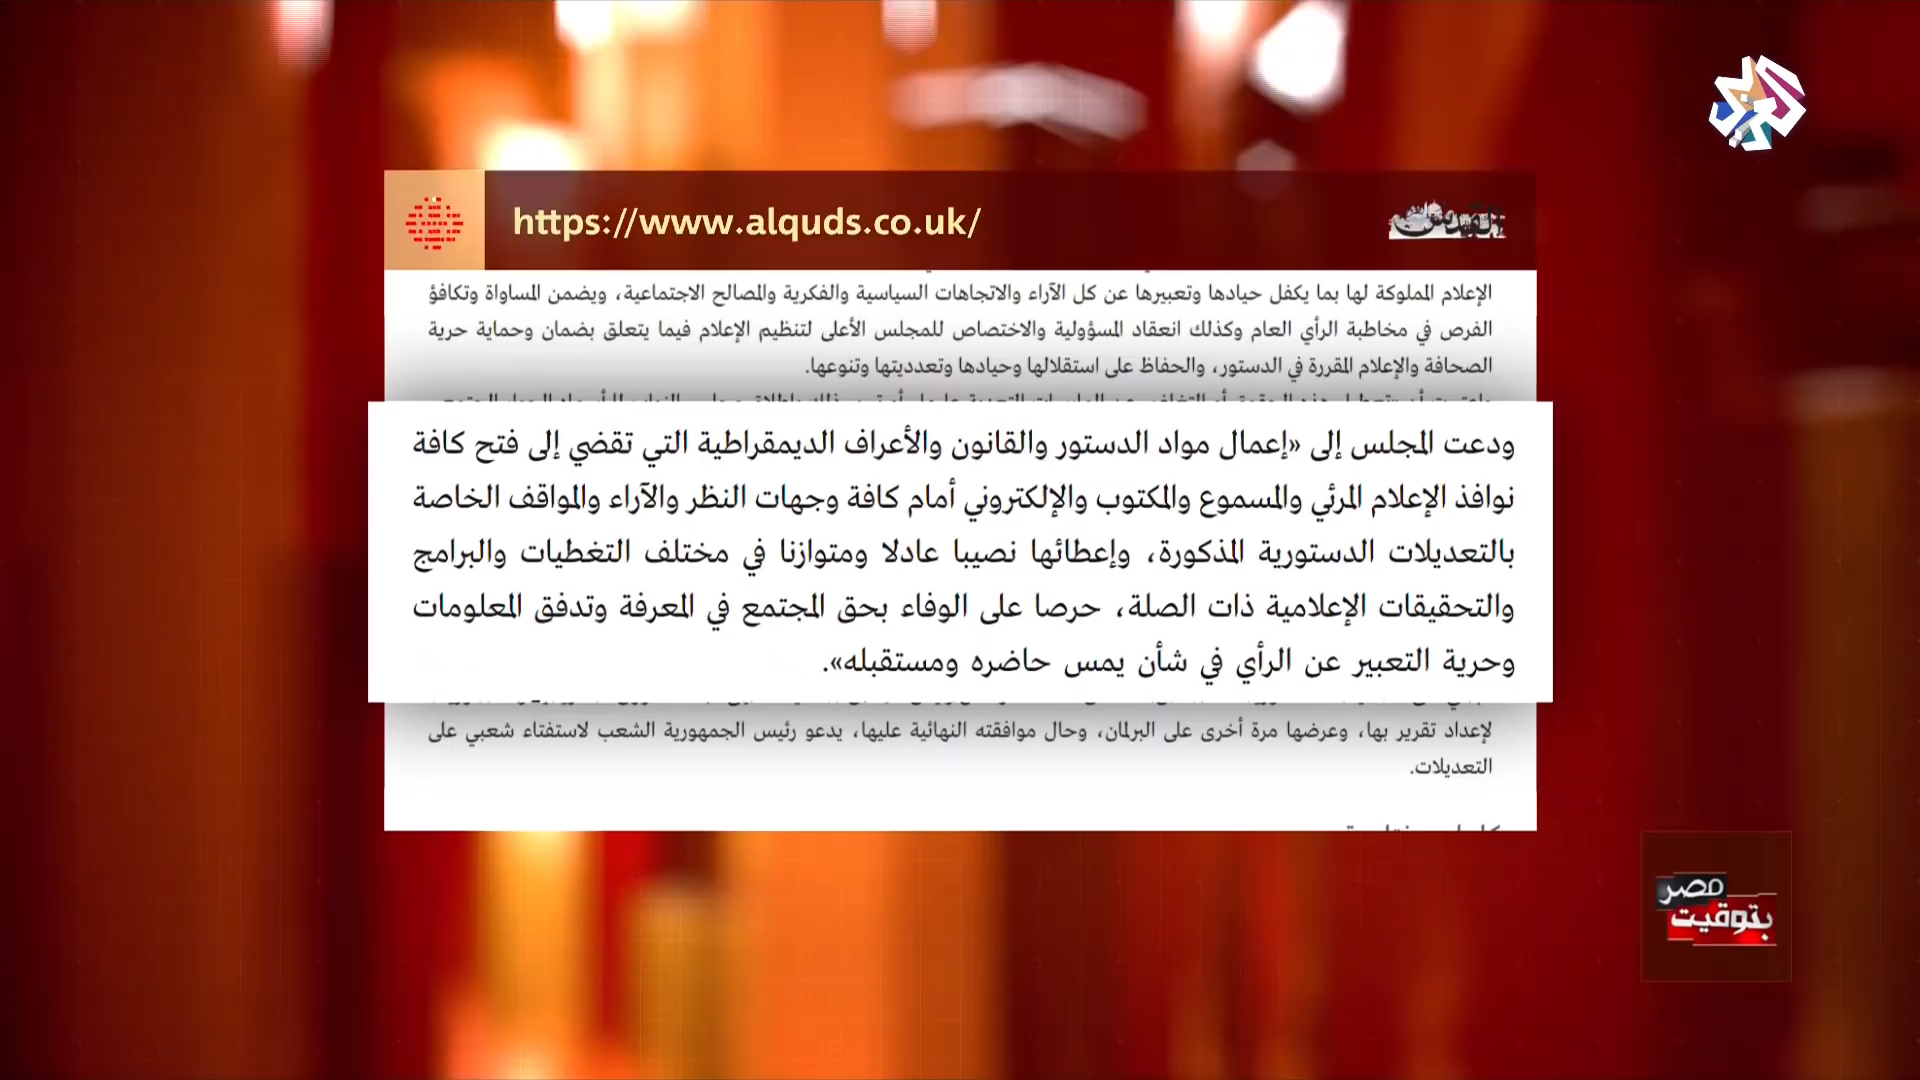 https://www.alquds.co.uk/
القدس
الإعلام المملوكة لها بما يكفل حيادها وتعبيرها عن كل الآراء والاتجاهات السياسية والفكرية والمصالح الاجتماعية، ويضمن المساواة وتكافؤ
الفرص في مخاطبة الرأي العام وكذلك انعقاد المسؤولية والاختصاص للمجلس الأعلى لتنظيم الإعلام فيما يتعلق بضمان وحماية حرية
الصحافة والإعلام المقررة في الدستور، والحفاظ على استقلالها وحيادها وتعدديتها وتنوعها.
ودعت المجلس إلى «إعمال مواد الدستور والقانون والأعراف الديمقراطية التي تقضي إلى فتح كافة
نوافذ الإعلام المرئي والمسموع والمكتوب والإلكتروني أمام كافة وجهات النظر والآراء والمواقف الخاصة
بالتعديلات الدستورية المذكورة، وإعطائها نصيبا عادلا ومتوازنا في مختلف التغطيات والبرامج
والتحقيقات الإعلامية ذات الصلة، حرصا على الوفاء بحق المجتمع في المعرفة وتدفق المعلومات
وحرية التعبير عن الرأي في شأن يمس حاضره ومستقبله».
لإعداد تقرير بها، وعرضها مرة أخرى على البرلمان، وحال موافقته النهائية عليها، يدعو رئيس الجمهورية الشعب لاستفتاء شعبي على
التعديلات.
مصر
بتوقيت